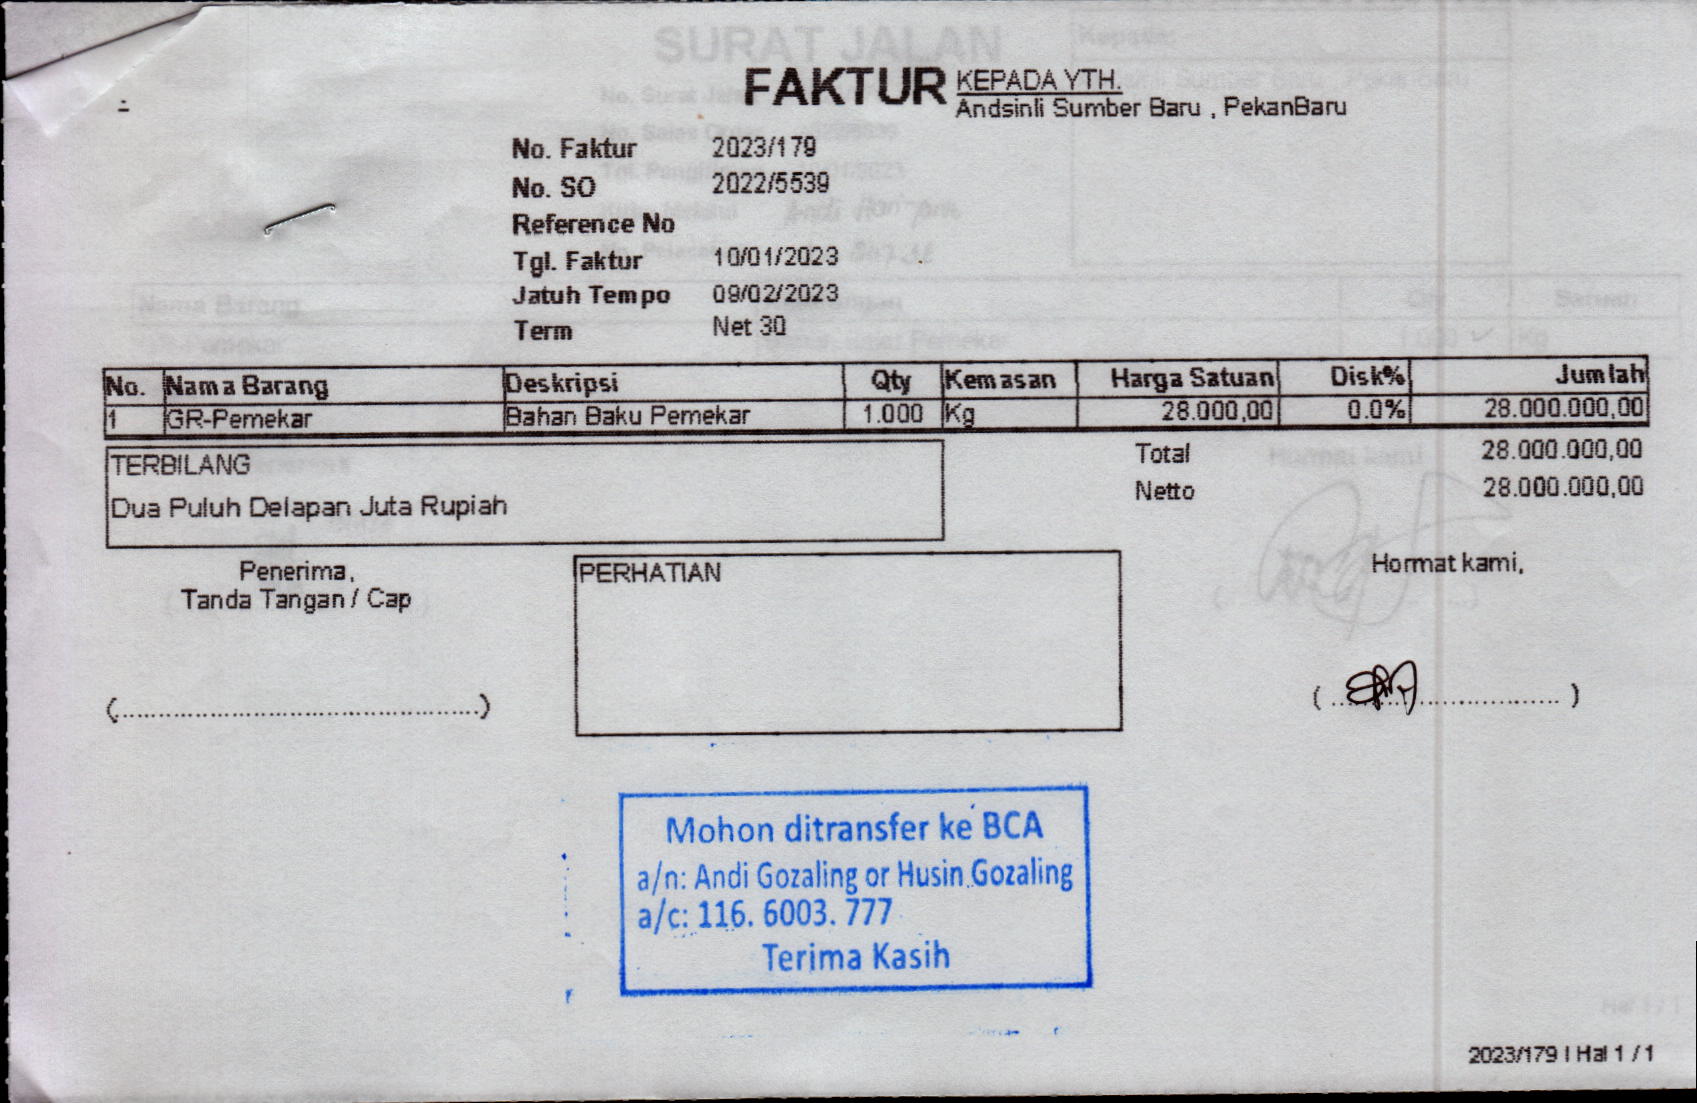 SURAT JALAN
FAKTUR KEPADA YTH.
Andsinli Sumber Baru , PekanBaru
No. Faktur 2023/179
No. SO 2022/5539
Reference No
Tgl. Faktur 10/01/2023
Jatuh Tempo 09/02/2023
Term Net 30
No. Nama Barang Deskripsi Qty Kemasan Harga Satuan Disk% Jumlah
1 GR-Pemekar Bahan Baku Pemekar 1.000 Kg 28.000,00 0.0% 28.000.000,00
TERBILANG
Dua Puluh Delapan Juta Rupiah
Total 28.000.000,00
Netto 28.000.000,00
Penerima,
Tanda Tangan / Cap
PERHATIAN
Hormat kami,
Mohon ditransfer ke BCA
a/n: Andi Gozaling or Husin Gozaling
a/c: 116. 6003. 777
Terima Kasih
2023/179 | Hal 1 / 1